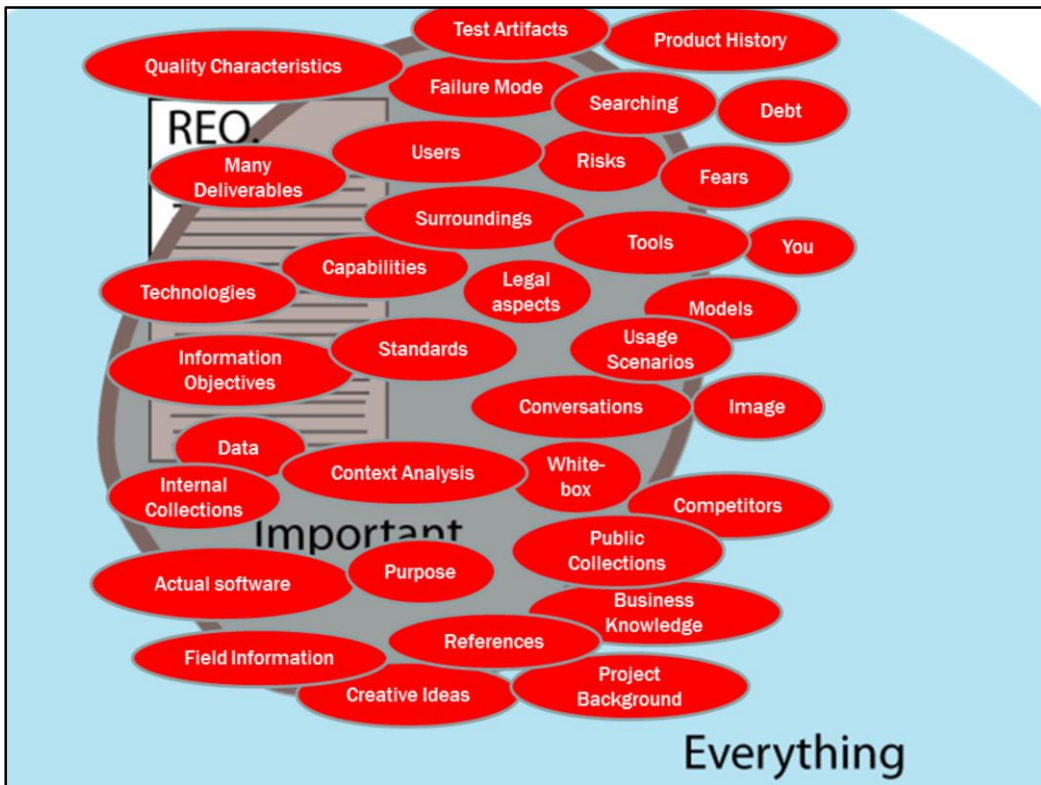 Test Artifacts
Product History
Quality Characteristics
Failure Mode
Searching
Debt
REQ.
Users
Risks
Many
Deliverables
Fears
Surroundings
Tools
You
Capabilities
Legal
aspects
Technologies
Models
Usage
Scenarios
Standards
Information
Objectives
Conversations
Image
Data
Context Analysis
White-
box
Internal
Collections
Competitors
Important
Public
Collections
Purpose
Actual software
Business
Knowledge
References
Field Information
Project
Background
Creative Ideas
Everything